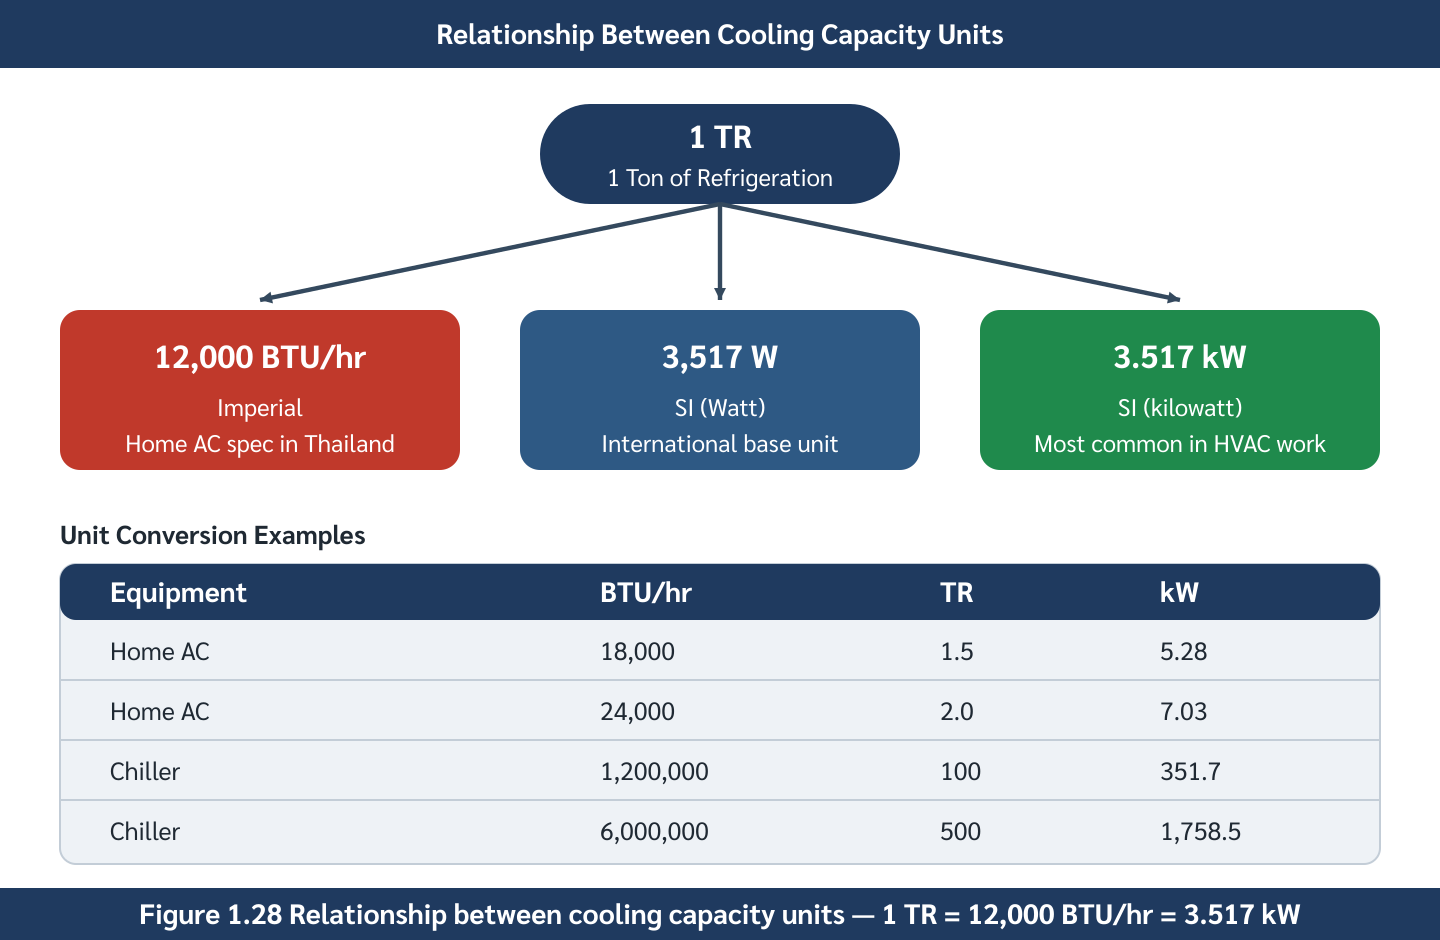 Relationship Between Cooling Capacity Units
1 TR
1 Ton of Refrigeration
12,000 BTU/hr
Imperial
Home AC spec in Thailand
3,517 W
SI (Watt)
International base unit
3.517 kW
SI (kilowatt)
Most common in HVAC work
Unit Conversion Examples
Equipment BTU/hr TR kW
Home AC 18,000 1.5 5.28
Home AC 24,000 2.0 7.03
Chiller 1,200,000 100 351.7
Chiller 6,000,000 500 1,758.5
Figure 1.28 Relationship between cooling capacity units — 1 TR = 12,000 BTU/hr = 3.517 kW